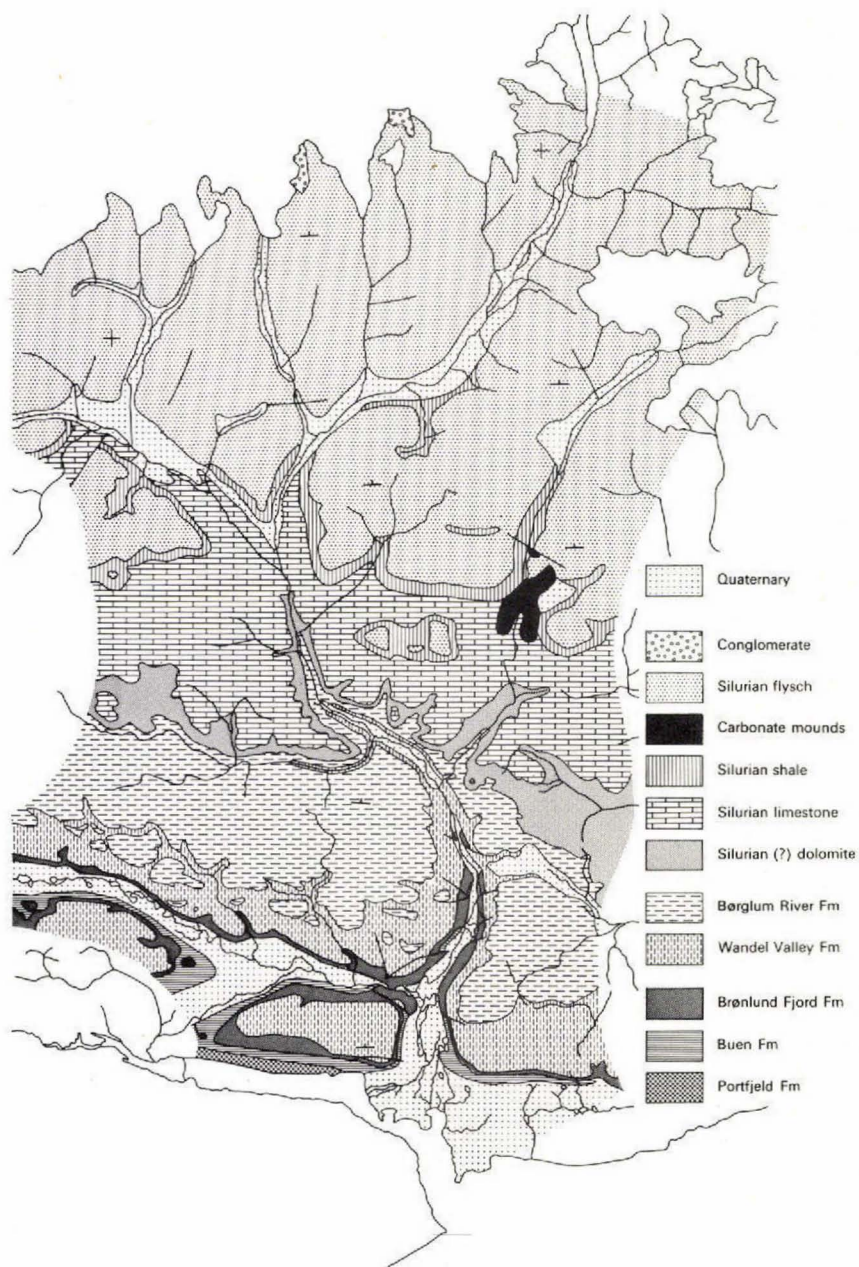 Quaternary
Conglomerate
Silurian flysch
Carbonate mounds
Silurian shale
Silurian limestone
Silurian (?) dolomite
Børglum River Fm
Wandel Valley Fm
Brønlund Fjord Fm
Buen Fm
Portfjeld Fm